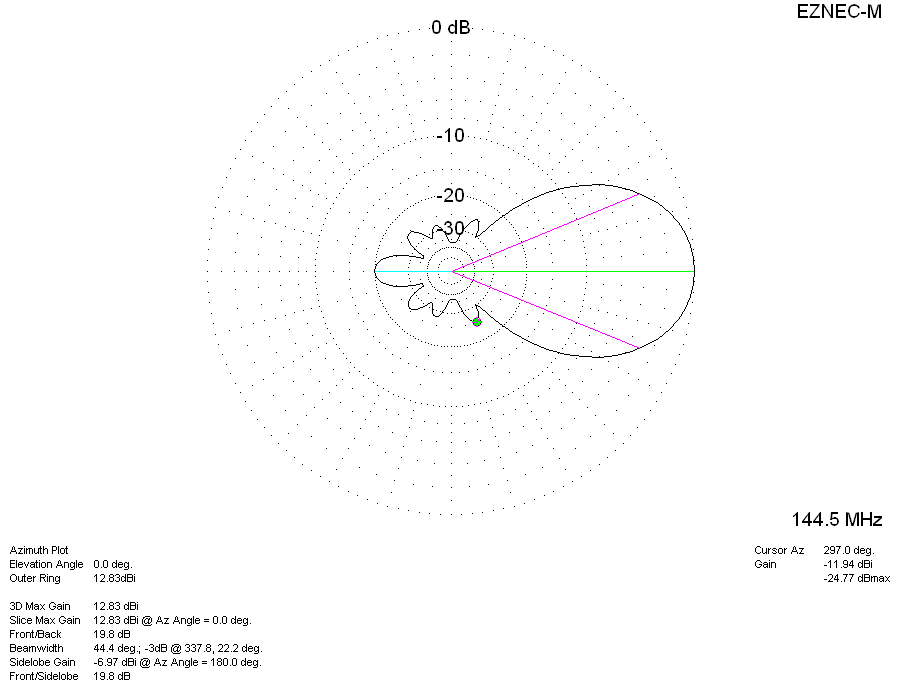 EZNEC-M
0 dB
-10
-20
-30
144.5 MHz
Azimuth Plot
Elevation Angle 0.0 deg.
Outer Ring 12.83dBi
Cursor Az 297.0 deg.
Gain -11.94 dBi
-24.77 dBmax
3D Max Gain 12.83 dBi
Slice Max Gain 12.83 dBi @ Az Angle = 0.0 deg.
Front/Back 19.8 dB
Beamwidth 44.4 deg.; -3dB @ 337.8, 22.2 deg.
Sidelobe Gain -6.97 dBi @ Az Angle = 180.0 deg.
Front/Sidelobe 19.8 dB